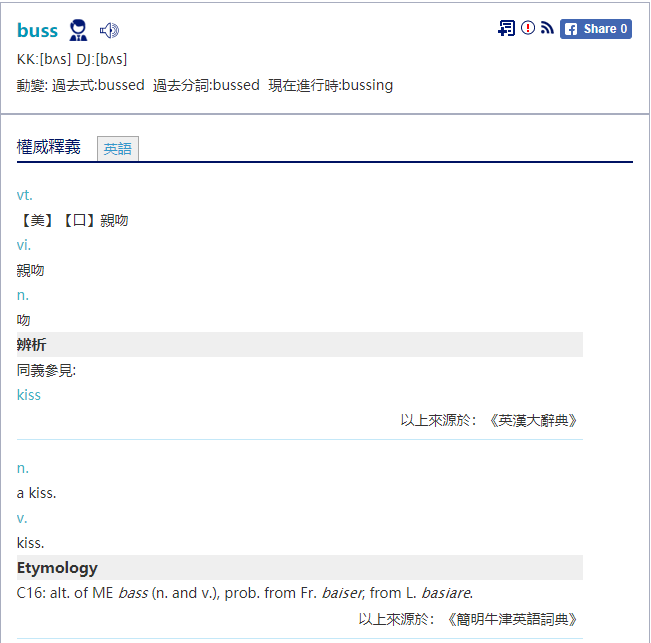 buss
Share 0
KK:[bʌs] DJ:[bʌs]
動變: 過去式:bussed 過去分詞:bussed 現在進行時:bussing
權威釋義 英語
vt.
【美】【口】親吻
vi.
親吻
n.
吻
辨析
同義參見:
kiss
以上來源於：《英漢大辭典》
n.
a kiss.
v.
kiss.
Etymology
C16: alt. of ME bass (n. and v.), prob. from Fr. baiser, from L. basiare.
以上來源於：《簡明牛津英語詞典》